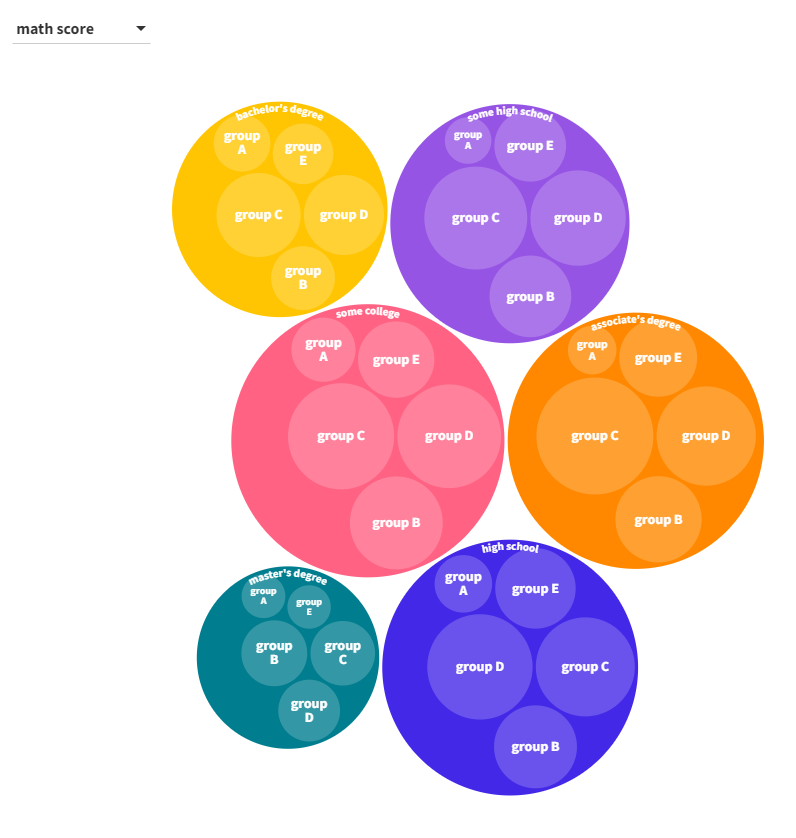 math score
bachelor's degree
group
A
group
E
group C
group D
group
B
some high school
group
A
group E
group C
group D
group B
some college
group
A
group E
group C
group D
group B
associate's degree
group
A
group E
group C
group D
group B
master's degree
group
A
group
E
group
B
group
C
group
D
high school
group
A
group E
group D
group C
group B